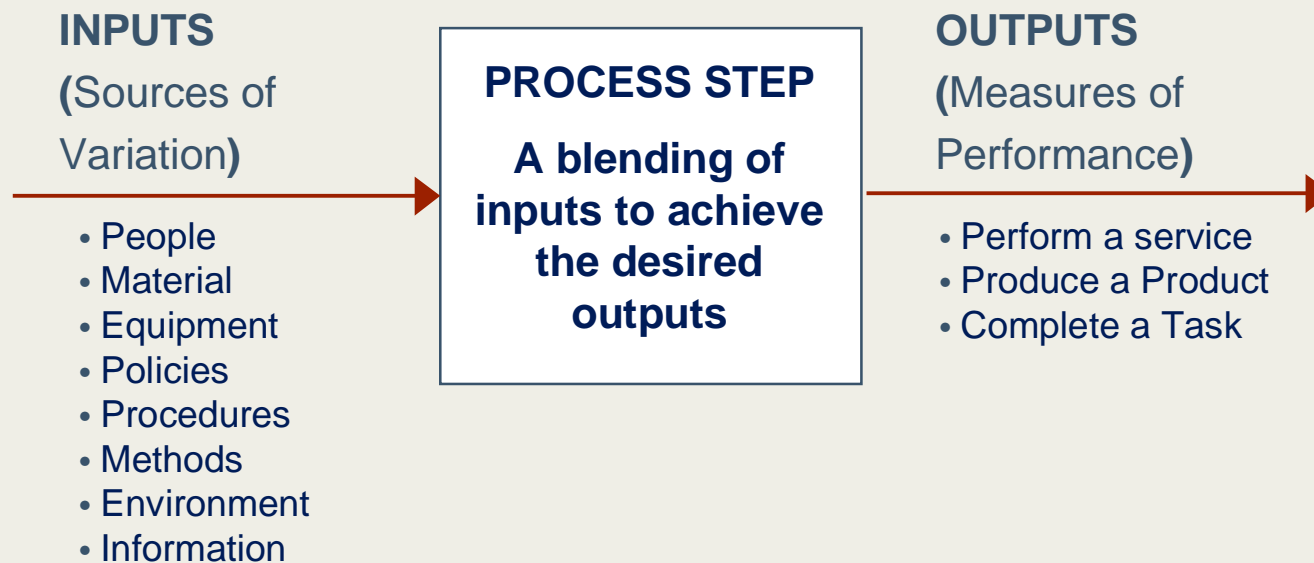 INPUTS
(Sources of
Variation)
• People
• Material
• Equipment
• Policies
• Procedures
• Methods
• Environment
• Information
PROCESS STEP
A blending of
inputs to achieve
the desired
outputs
OUTPUTS
(Measures of
Performance)
• Perform a service
• Produce a Product
• Complete a Task